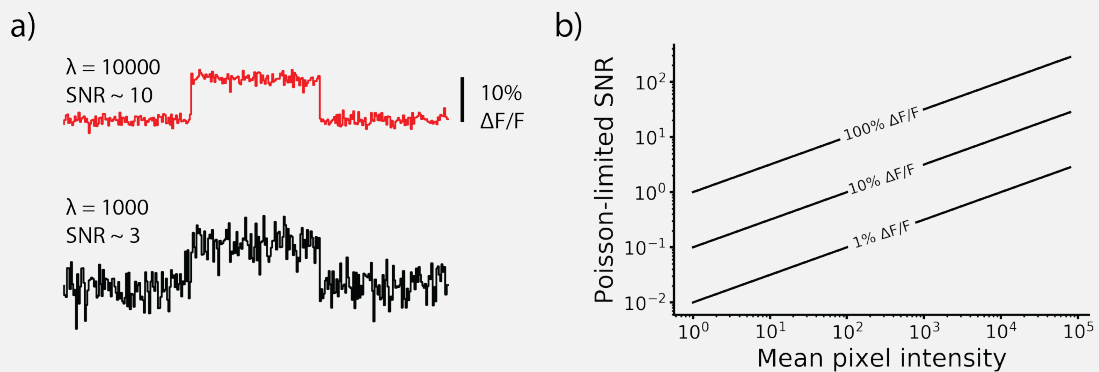 a)
λ = 10000
SNR ~ 10
10%
ΔF/F
λ = 1000
SNR ~ 3
b)
Poisson-limited SNR
10²
10¹
10⁰
10⁻¹
10⁻²
100% ΔF/F
10% ΔF/F
1% ΔF/F
10⁰ 10¹ 10² 10³ 10⁴ 10⁵
Mean pixel intensity